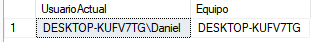 UsuarioActual Equipo
1 DESKTOP-KUFV7TG\Daniel DESKTOP-KUFV7TG